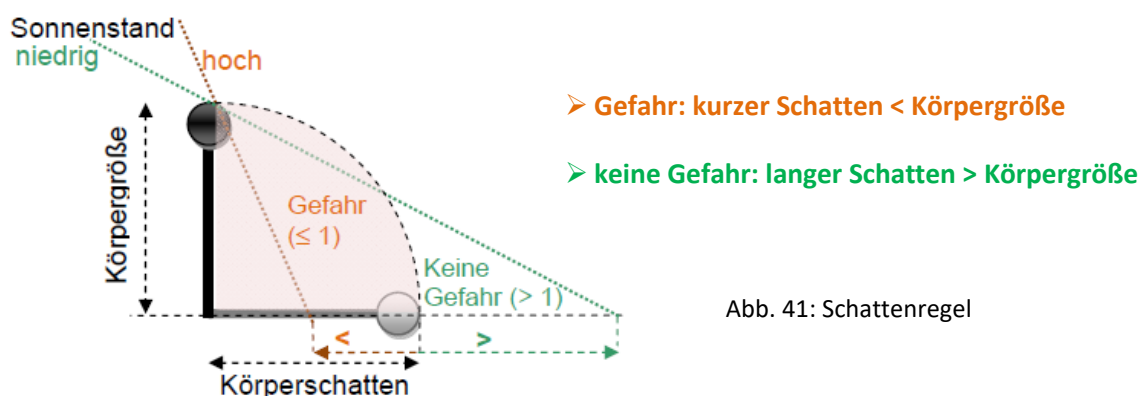 Sonnenstand
niedrig
hoch
➢ Gefahr: kurzer Schatten < Körpergröße
➢ keine Gefahr: langer Schatten > Körpergröße
Körpergröße
Gefahr
(≤ 1)
Keine
Gefahr (> 1)
Abb. 41: Schattenregel
<
>
Körperschatten